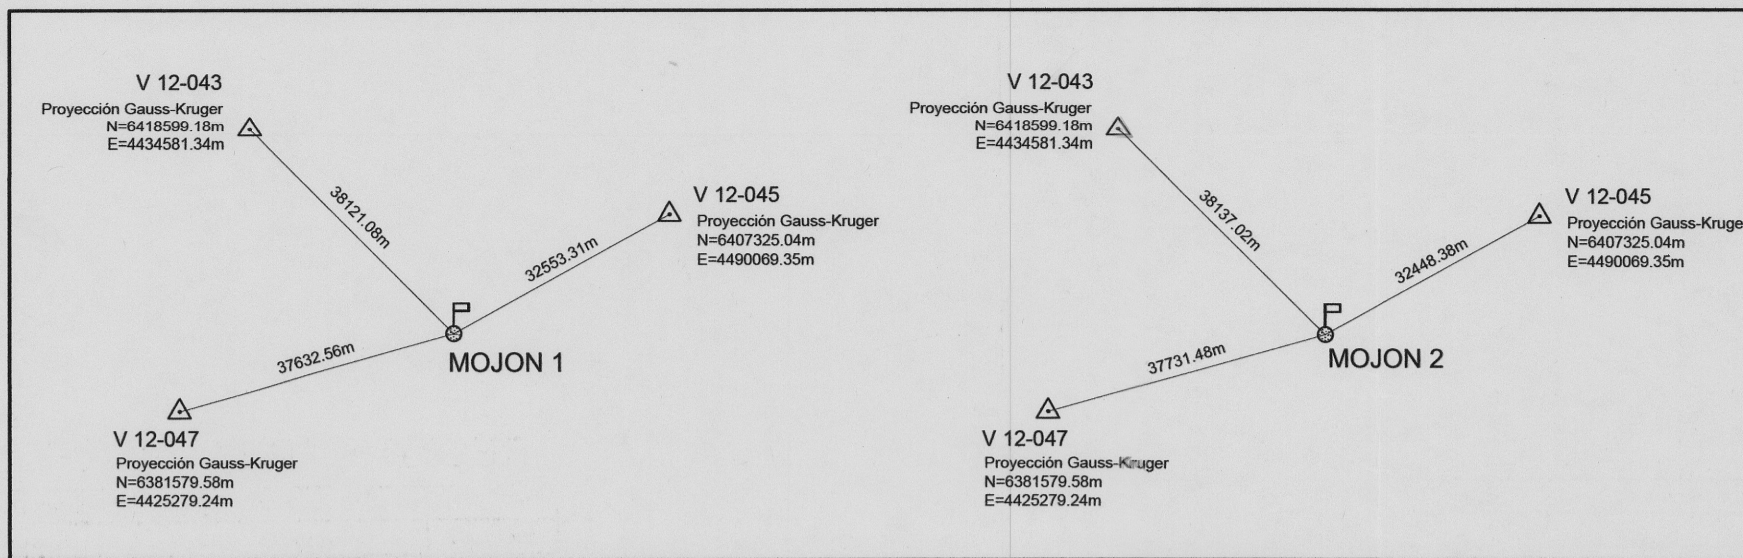 V 12-043
Proyección Gauss-Kruger
N=6418599.18m
E=4434581.34m
38121.08m
V 12-045
Proyección Gauss-Kruger
N=6407325.04m
E=4490069.35m
32553.31m
37632.56m
MOJON 1
V 12-047
Proyección Gauss-Kruger
N=6381579.58m
E=4425279.24m
V 12-043
Proyección Gauss-Kruger
N=6418599.18m
E=4434581.34m
38137.02m
V 12-045
Proyección Gauss-Kruge
N=6407325.04m
E=4490069.35m
32448.38m
37731.48m
MOJON 2
V 12-047
Proyección Gauss-Kruger
N=6381579.58m
E=4425279.24m